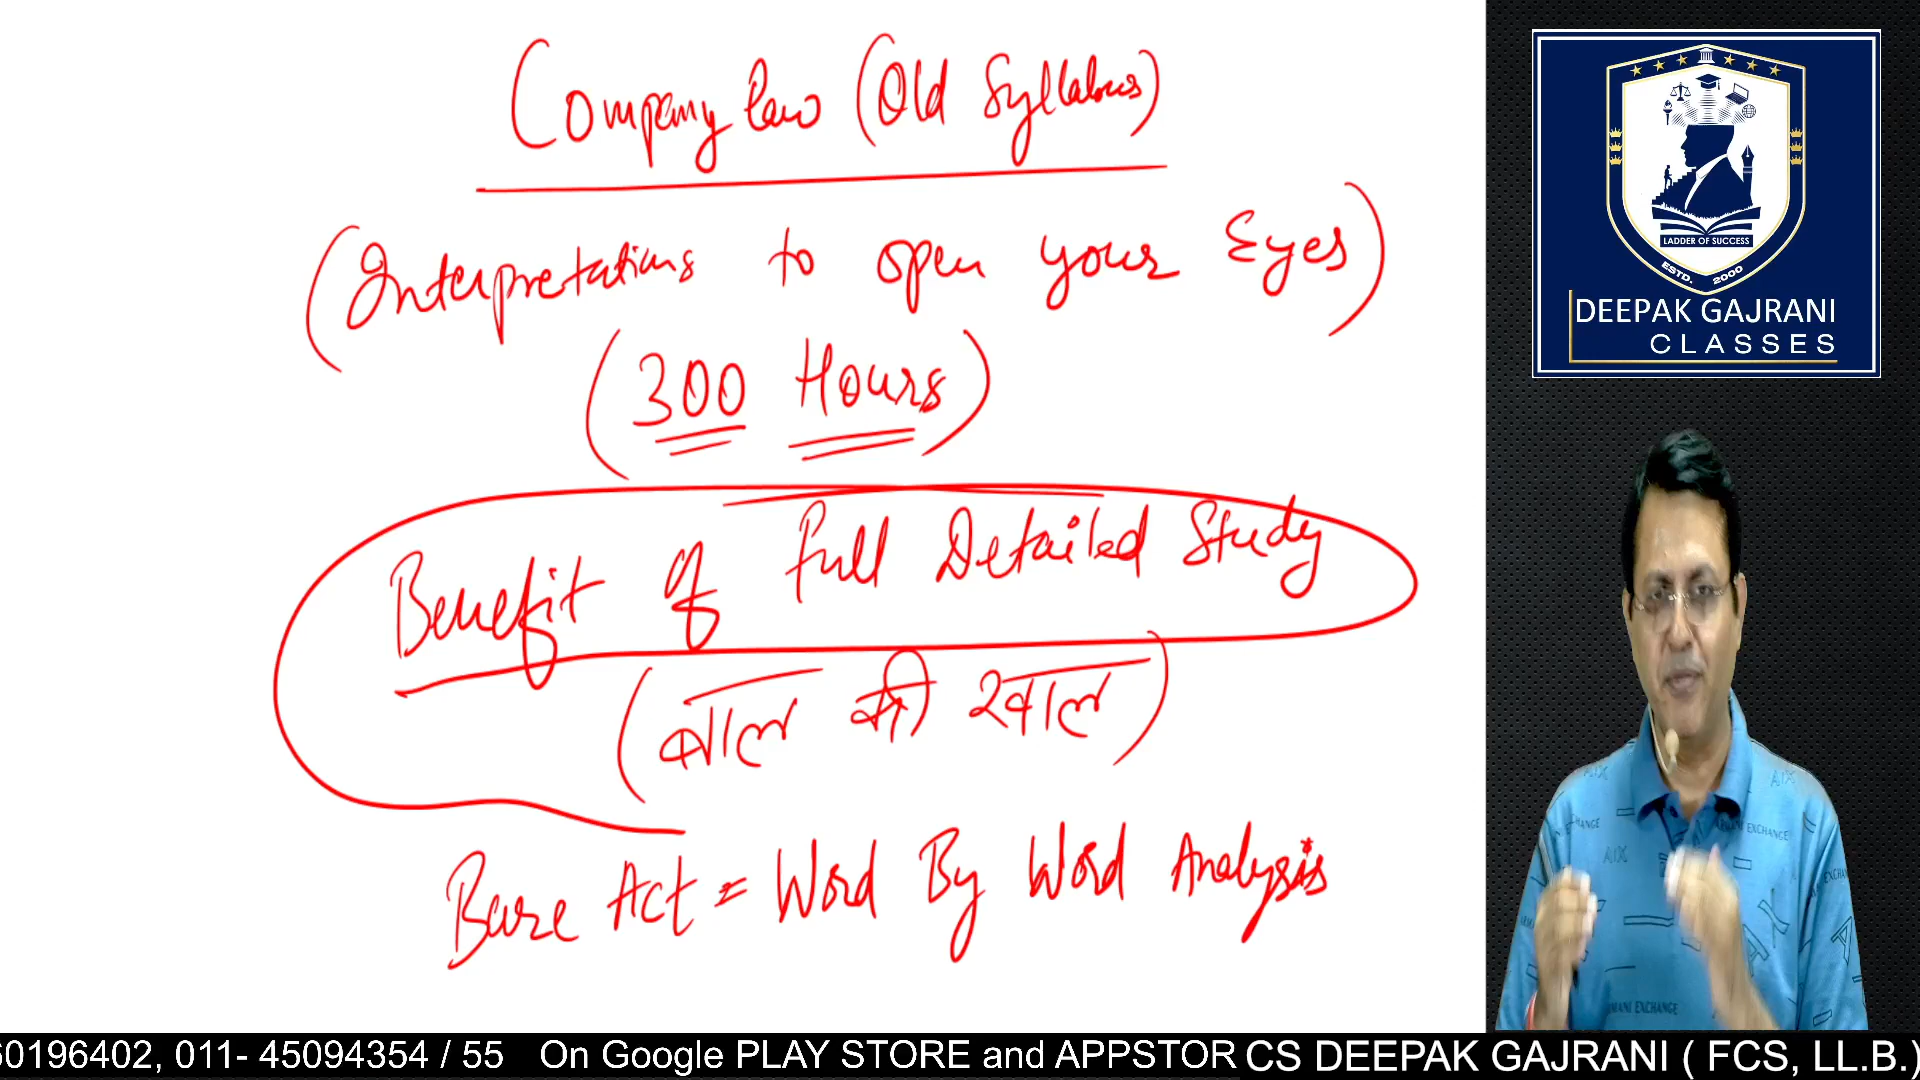 Company law (Old Syllabus)
(Interpretations to open your Eyes)
(300 Hours)
Benefit of Full Detailed Study
(बाल की खाल)
Bare Act = Word By Word Analysis
LADDER OF SUCCESS
ESTD. 2000
DEEPAK GAJRANI
CLASSES
60196402, 011- 45094354 / 55 On Google PLAY STORE and APPSTOR CS DEEPAK GAJRANI ( FCS, LL.B.)